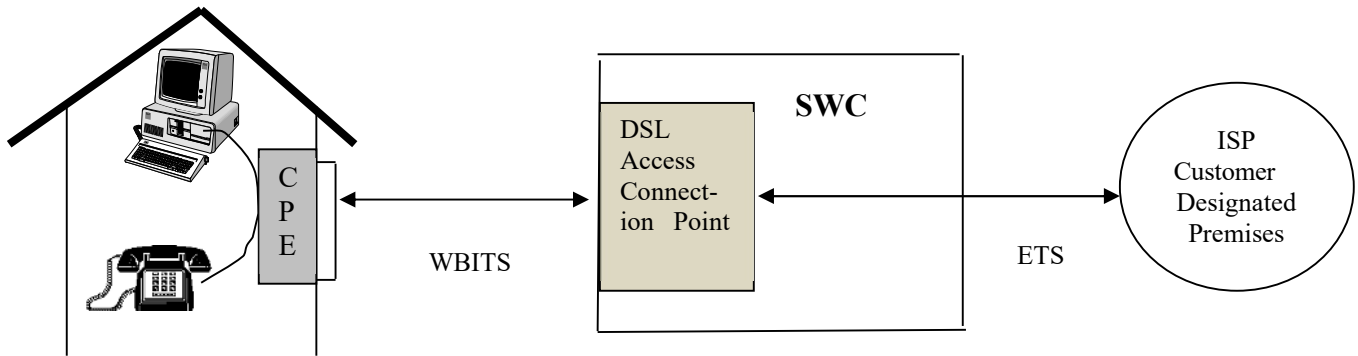 C
P
E
WBITS
DSL
Access
Connect-
ion Point
SWC
ETS
ISP
Customer
Designated
Premises